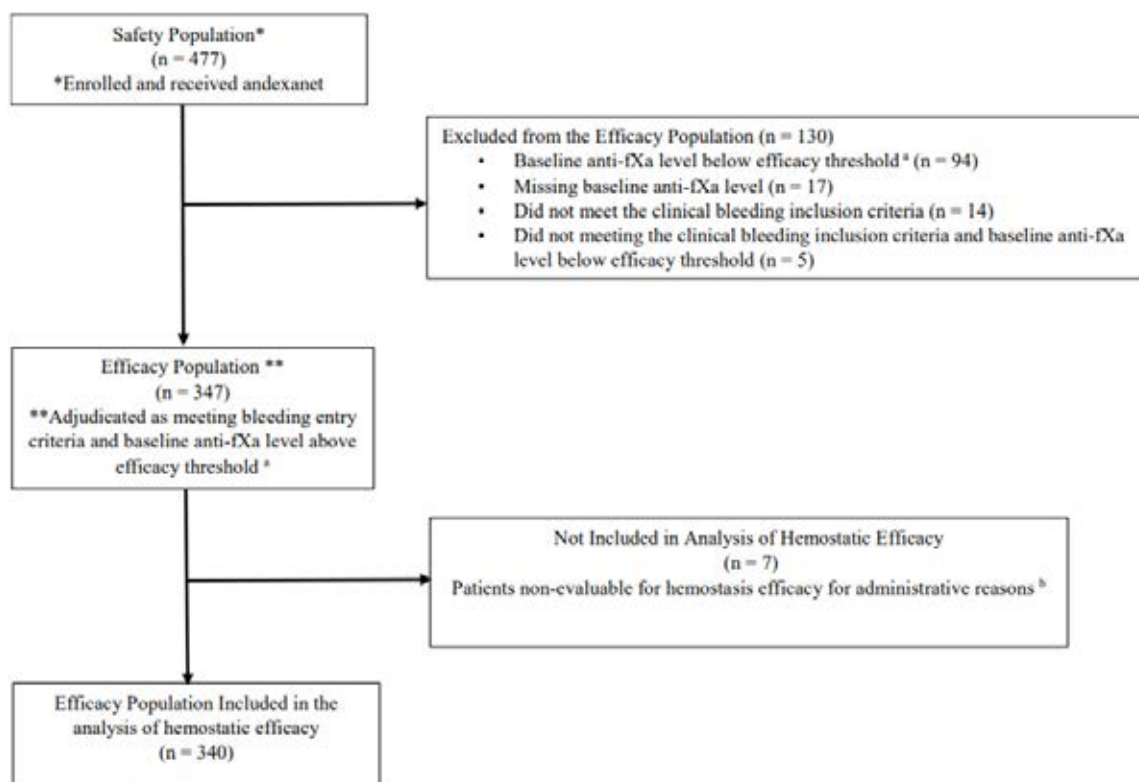 Safety Population*
(n = 477)
*Enrolled and received andexanet
Excluded from the Efficacy Population (n = 130)
• Baseline anti-fXa level below efficacy threshold ᵃ (n = 94)
• Missing baseline anti-fXa level (n = 17)
• Did not meet the clinical bleeding inclusion criteria (n = 14)
• Did not meeting the clinical bleeding inclusion criteria and baseline anti-fXa
level below efficacy threshold (n = 5)
Efficacy Population **
(n = 347)
**Adjudicated as meeting bleeding entry
criteria and baseline anti-fXa level above
efficacy threshold ᵃ
Not Included in Analysis of Hemostatic Efficacy
(n = 7)
Patients non-evaluable for hemostasis efficacy for administrative reasons ᵇ
Efficacy Population Included in the
analysis of hemostatic efficacy
(n = 340)